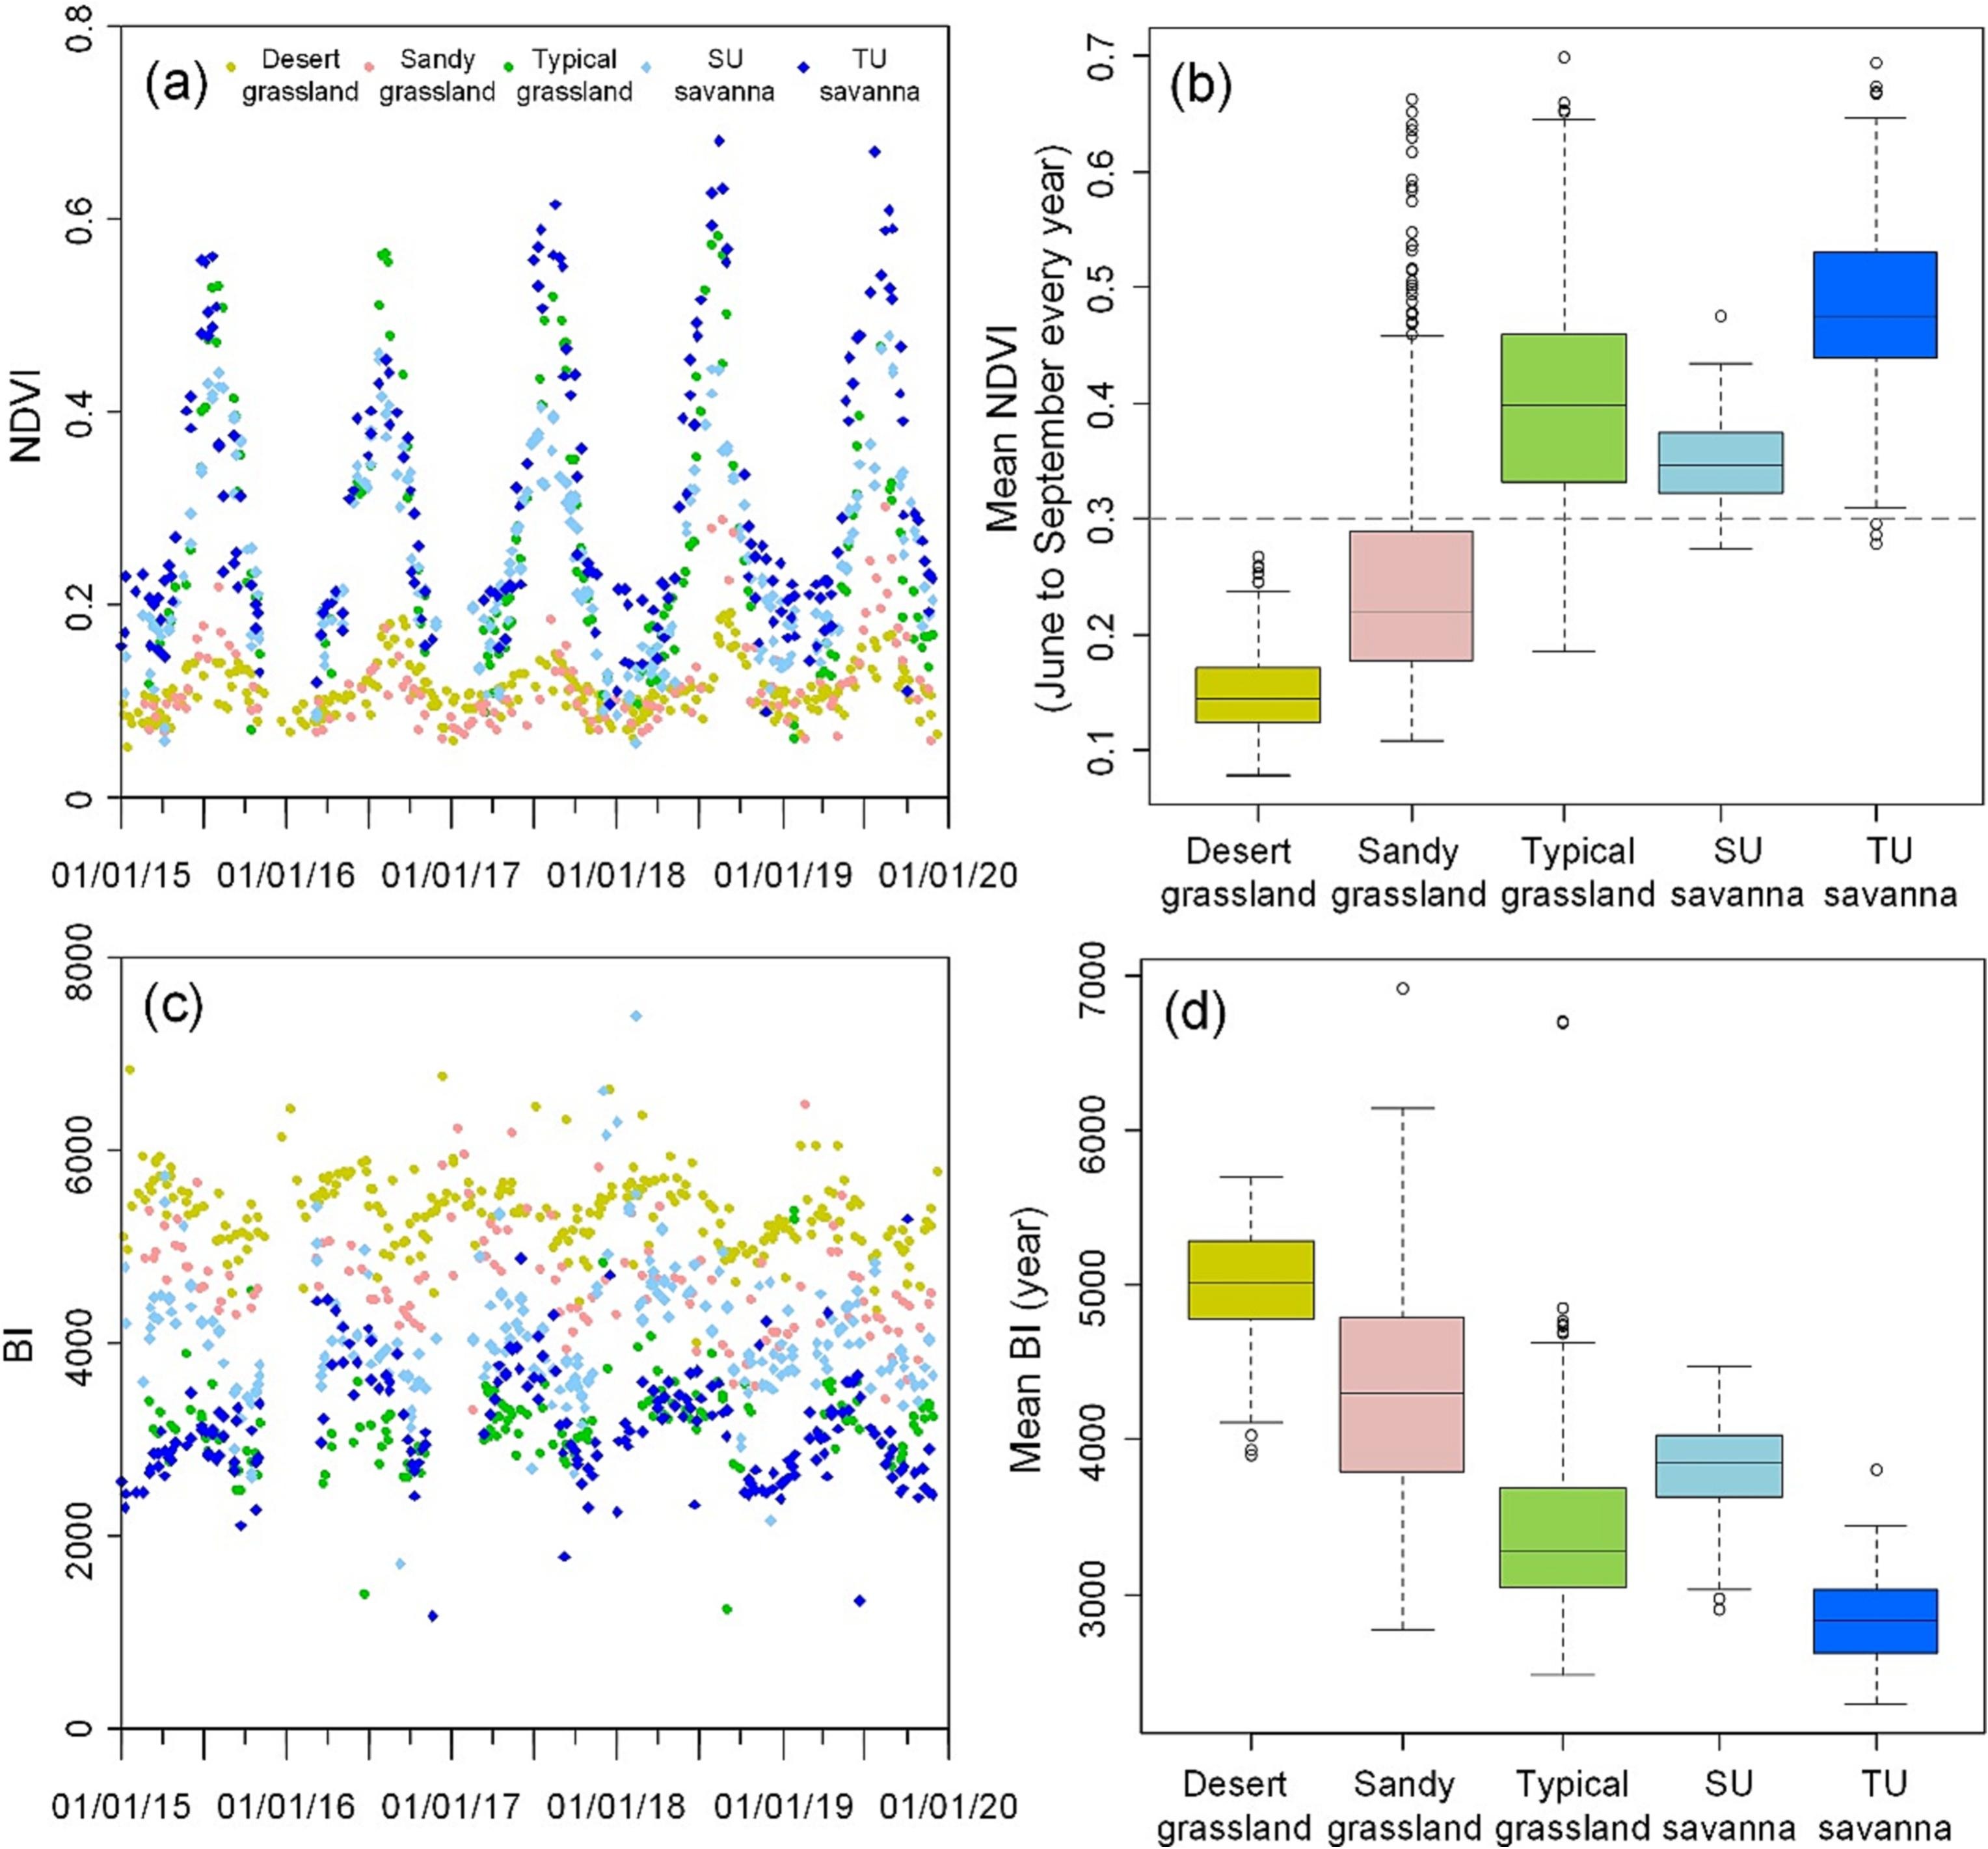 (a)
Desert grassland
Sandy grassland
Typical grassland
SU savanna
TU savanna
NDVI
0.8
0.6
0.4
0.2
0
01/01/15 01/01/16 01/01/17 01/01/18 01/01/19 01/01/20
(b)
Mean NDVI
(June to September every year)
0.7
0.6
0.5
0.4
0.3
0.2
0.1
Desert grassland
Sandy grassland
Typical grassland
SU savanna
TU savanna
(c)
BI
8000
6000
4000
2000
0
01/01/15 01/01/16 01/01/17 01/01/18 01/01/19 01/01/20
(d)
Mean BI (year)
7000
6000
5000
4000
3000
Desert grassland
Sandy grassland
Typical grassland
SU savanna
TU savanna